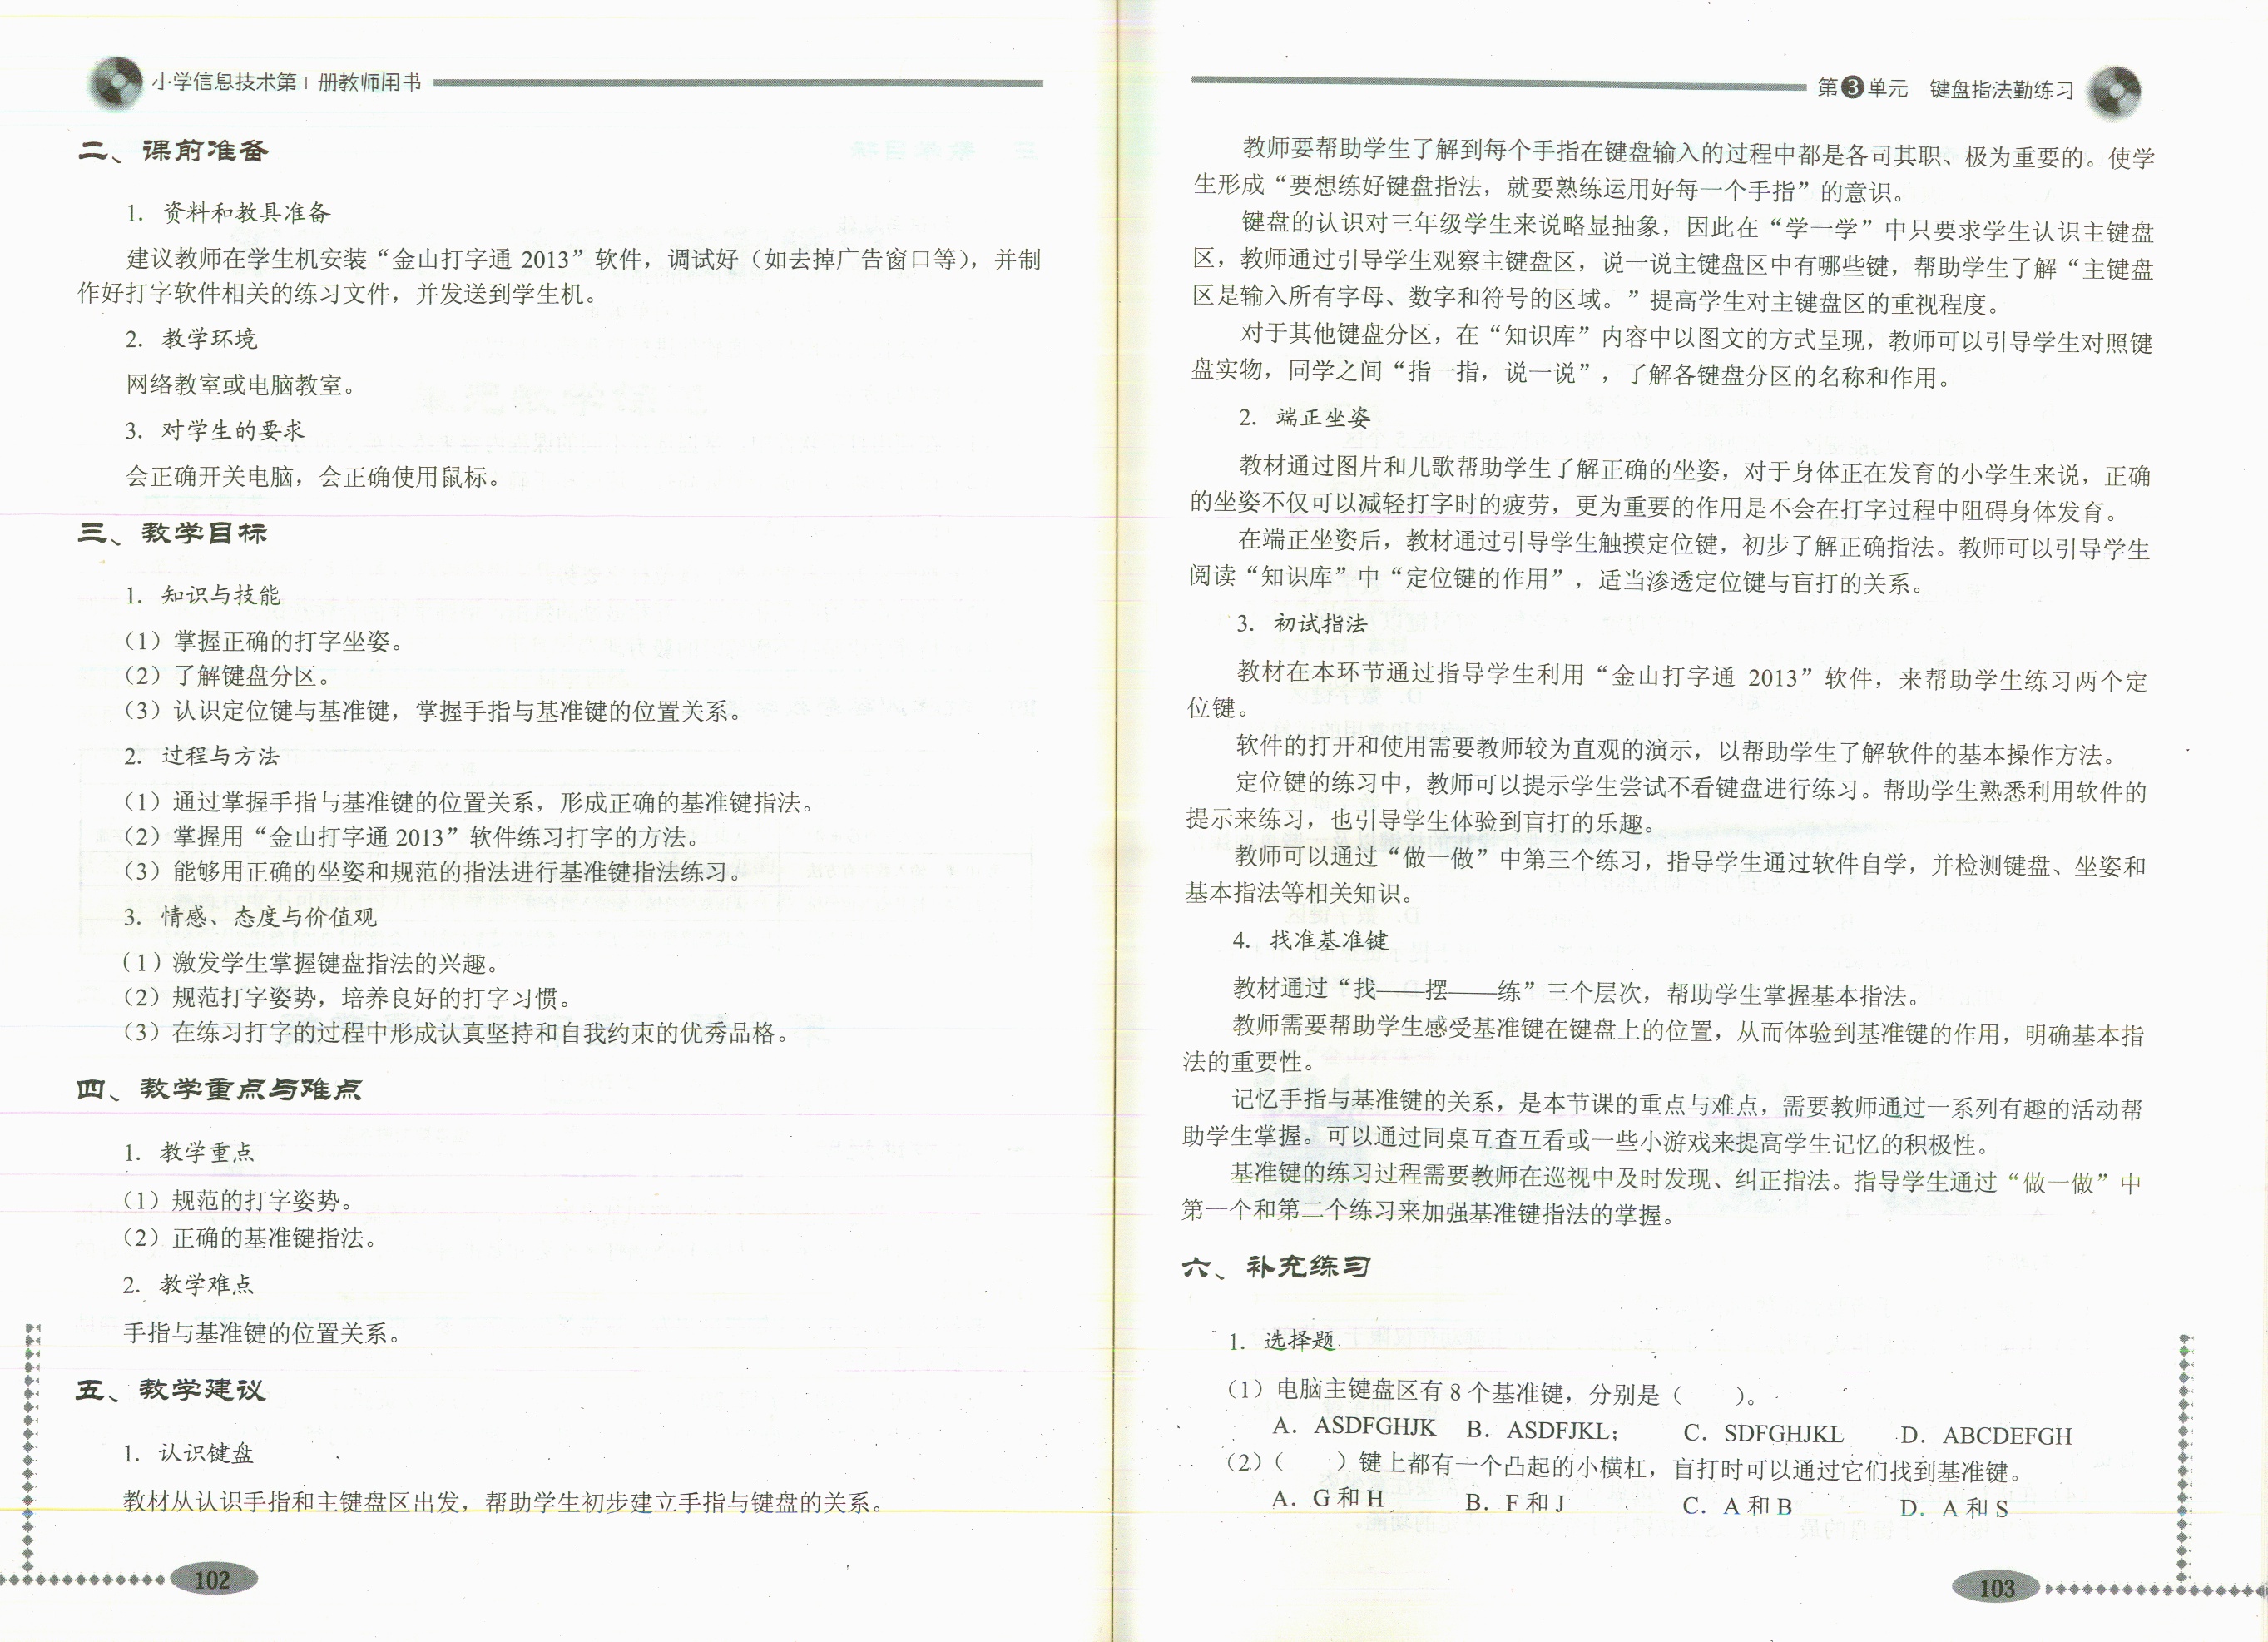 小学信息技术第1册教师用书
二、课前准备
1. 资料和教具准备
建议教师在学生机安装“金山打字通 2013”软件，调试好（如去掉广告窗口等），并制
作好打字软件相关的练习文件，并发送到学生机。
2. 教学环境
网络教室或电脑教室。
3. 对学生的要求
会正确开关电脑，会正确使用鼠标。
三、教学目标
1. 知识与技能
（1）掌握正确的打字坐姿。
（2）了解键盘分区。
（3）认识定位键与基准键，掌握手指与基准键的位置关系。
2. 过程与方法
（1）通过掌握手指与基准键的位置关系，形成正确的基准键指法。
（2）掌握用“金山打字通 2013”软件练习打字的方法。
（3）能够用正确的坐姿和规范的指法进行基准键指法练习。
3. 情感、态度与价值观
（1）激发学生掌握键盘指法的兴趣。
（2）规范打字姿势，培养良好的打字习惯。
（3）在练习打字的过程中形成认真坚持和自我约束的优秀品格。
四、教学重点与难点
1. 教学重点
（1）规范的打字姿势。
（2）正确的基准键指法。
2. 教学难点
手指与基准键的位置关系。
五、教学建议
1. 认识键盘
教材从认识手指和主键盘区出发，帮助学生初步建立手指与键盘的关系。
102
第3单元 键盘指法勤练习
教师要帮助学生了解到每个手指在键盘输入的过程中都是各司其职、极为重要的。使学
生形成“要想练好键盘指法，就要熟练运用好每一个手指”的意识。
键盘的认识对三年级学生来说略显抽象，因此在“学一学”中只要求学生认识主键盘
区，教师通过引导学生观察主键盘区，说一说主键盘区中有哪些键，帮助学生了解“主键盘
区是输入所有字母、数字和符号的区域。”提高学生对主键盘区的重视程度。
对于其他键盘分区，在“知识库”内容中以图文的方式呈现，教师可以引导学生对照键
盘实物，同学之间“指一指，说一说”，了解各键盘分区的名称和作用。
2. 端正坐姿
教材通过图片和儿歌帮助学生了解正确的坐姿，对于身体正在发育的小学生来说，正确
的坐姿不仅可以减轻打字时的疲劳，更为重要的作用是不会在打字过程中阻碍身体发育。
在端正坐姿后，教材通过引导学生触摸定位键，初步了解正确指法。教师可以引导学生
阅读“知识库”中“定位键的作用”，适当渗透定位键与盲打的关系。
3. 初试指法
教材在本环节通过指导学生利用“金山打字通 2013”软件，来帮助学生练习两个定
位键。
软件的打开和使用需要教师较为直观的演示，以帮助学生了解软件的基本操作方法。
定位键的练习中，教师可以提示学生尝试不看键盘进行练习。帮助学生熟悉利用软件的
提示来练习，也引导学生体验到盲打的乐趣。
教师可以通过“做一做”中第三个练习，指导学生通过软件自学，并检测键盘、坐姿和
基本指法等相关知识。
4. 找准基准键
教材通过“找——摆——练”三个层次，帮助学生掌握基本指法。
教师需要帮助学生感受基准键在键盘上的位置，从而体验到基准键的作用，明确基本指
法的重要性。
记忆手指与基准键的关系，是本节课的重点与难点，需要教师通过一系列有趣的活动帮
助学生掌握。可以通过同桌互查互看或一些小游戏来提高学生记忆的积极性。
基准键的练习过程需要教师在巡视中及时发现、纠正指法。指导学生通过“做一做”中
第一个和第二个练习来加强基准键指法的掌握。
六、补充练习
1. 选择题
（1）电脑主键盘区有 8 个基准键，分别是（ ）。
A. ASDFGHJK B. ASDFJKL； C. SDFGHJKL D. ABCDEFGH
（2）（ ）键上都有一个凸起的小横杠，盲打时可以通过它们找到基准键。
A. G 和 H B. F 和 J C. A 和 B D. A 和 S
103